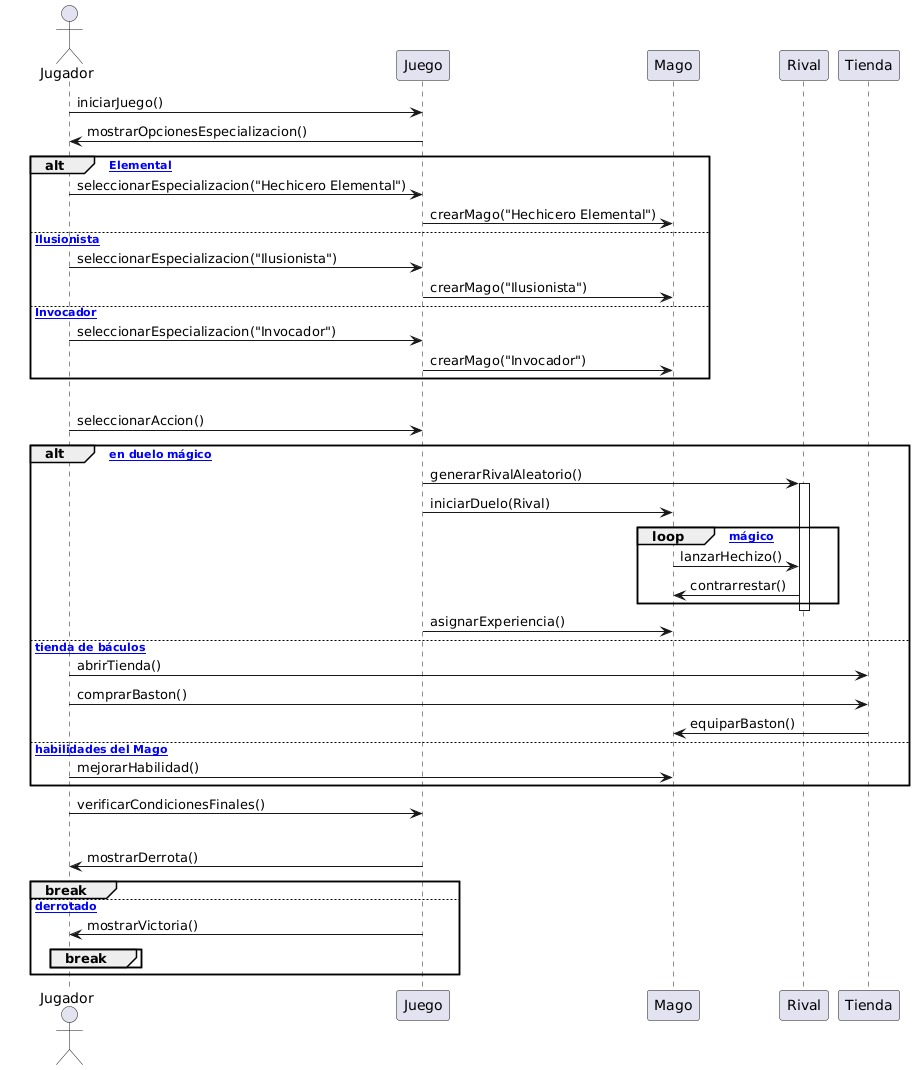 Jugador
Juego
Mago
Rival
Tienda
iniciarJuego()
mostrarOpcionesEspecializacion()
alt
Elemental
seleccionarEspecializacion("Hechicero Elemental")
crearMago("Hechicero Elemental")
Ilusionista
seleccionarEspecializacion("Ilusionista")
crearMago("Ilusionista")
Invocador
seleccionarEspecializacion("Invocador")
crearMago("Invocador")
seleccionarAccion()
alt
en duelo mágico
generarRivalAleatorio()
iniciarDuelo(Rival)
loop
mágico
lanzarHechizo()
contrarrestar()
asignarExperiencia()
tienda de báculos
abrirTienda()
comprarBaston()
equiparBaston()
habilidades del Mago
mejorarHabilidad()
verificarCondicionesFinales()
mostrarDerrota()
break
derrotado
mostrarVictoria()
break
Jugador
Juego
Mago
Rival
Tienda